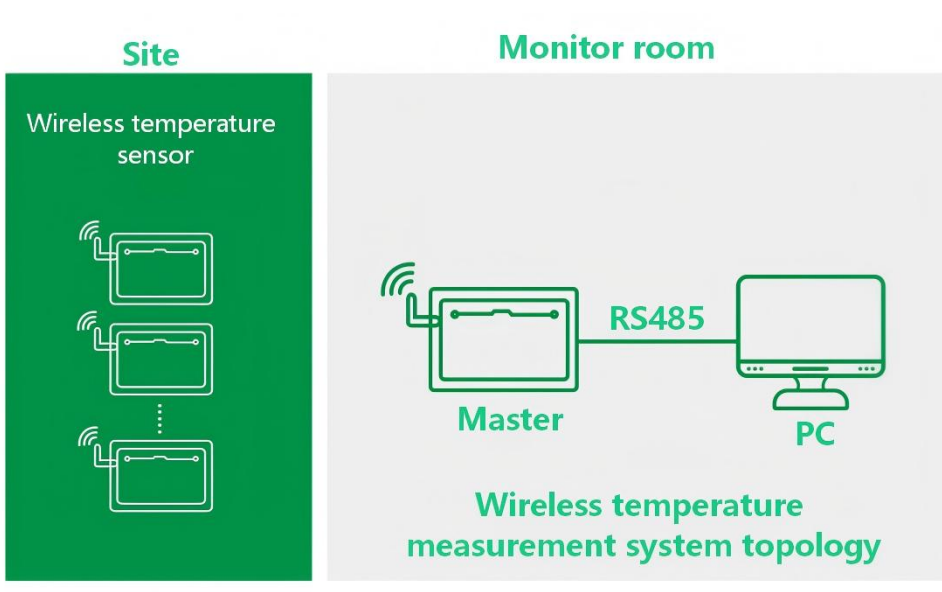 Site
Monitor room
Wireless temperature
sensor
RS485
Master
PC
Wireless temperature
measurement system topology